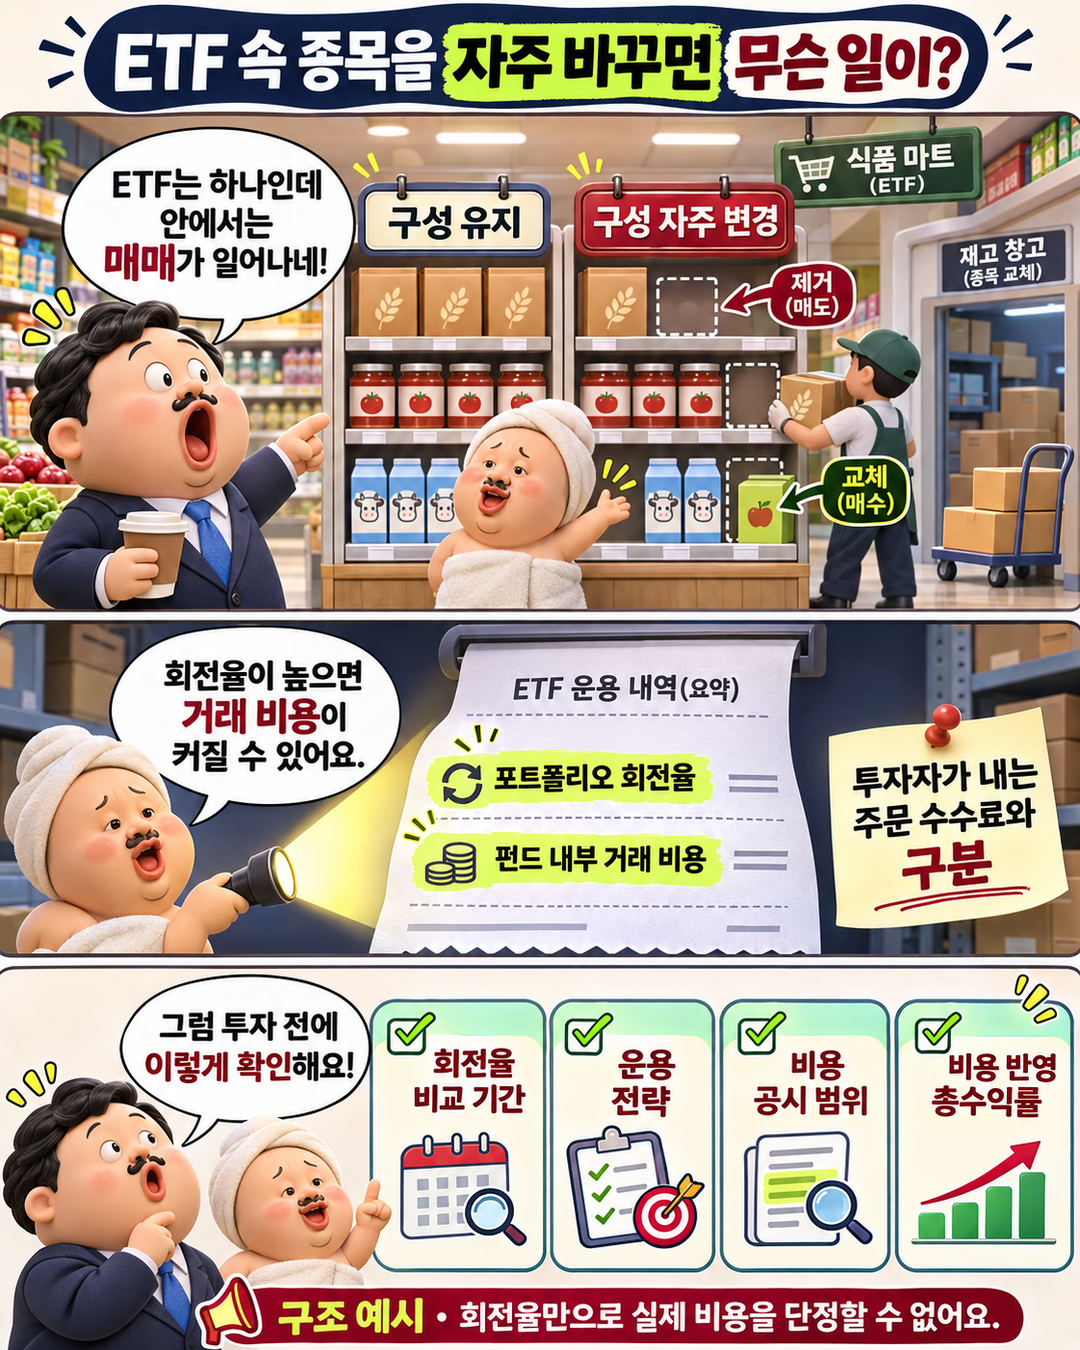 ETF 속 종목을 자주 바꾸면 무슨 일이?
ETF는 하나인데
안에서는
매매가 일어나네!
구성 유지
구성 자주 변경
식품 마트
(ETF)
재고 창고
(종목 교체)
제거
(매도)
교체
(매수)
회전율이 높으면
거래 비용이
커질 수 있어요.
ETF 운용 내역(요약)
포트폴리오 회전율
펀드 내부 거래 비용
투자자가 내는
주문 수수료와
구분
그럼 투자 전에
이렇게 확인해요!
회전율
비교 기간
운용
전략
비용
공시 범위
비용 반영
총수익률
구조 예시 • 회전율만으로 실제 비용을 단정할 수 없어요.